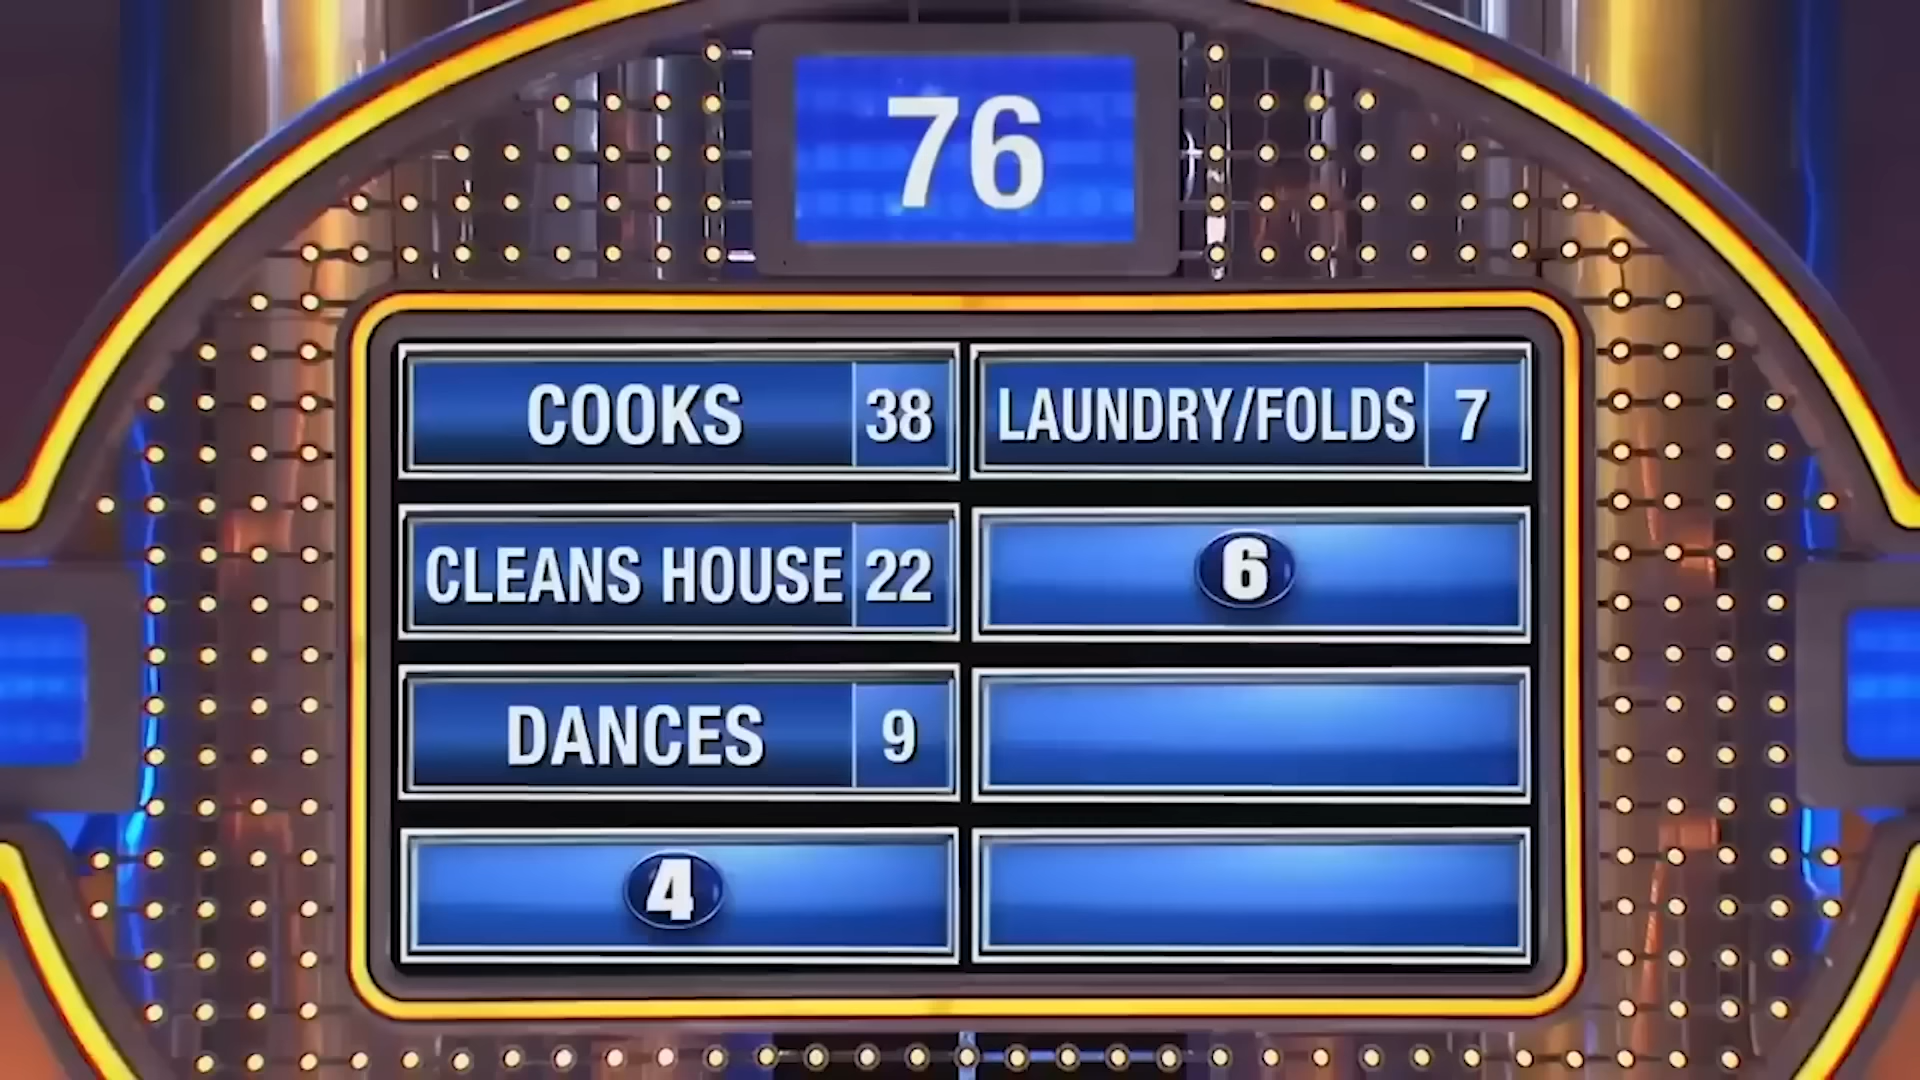 76
COOKS 38
CLEANS HOUSE 22
DANCES 9
4
LAUNDRY/FOLDS 7
6